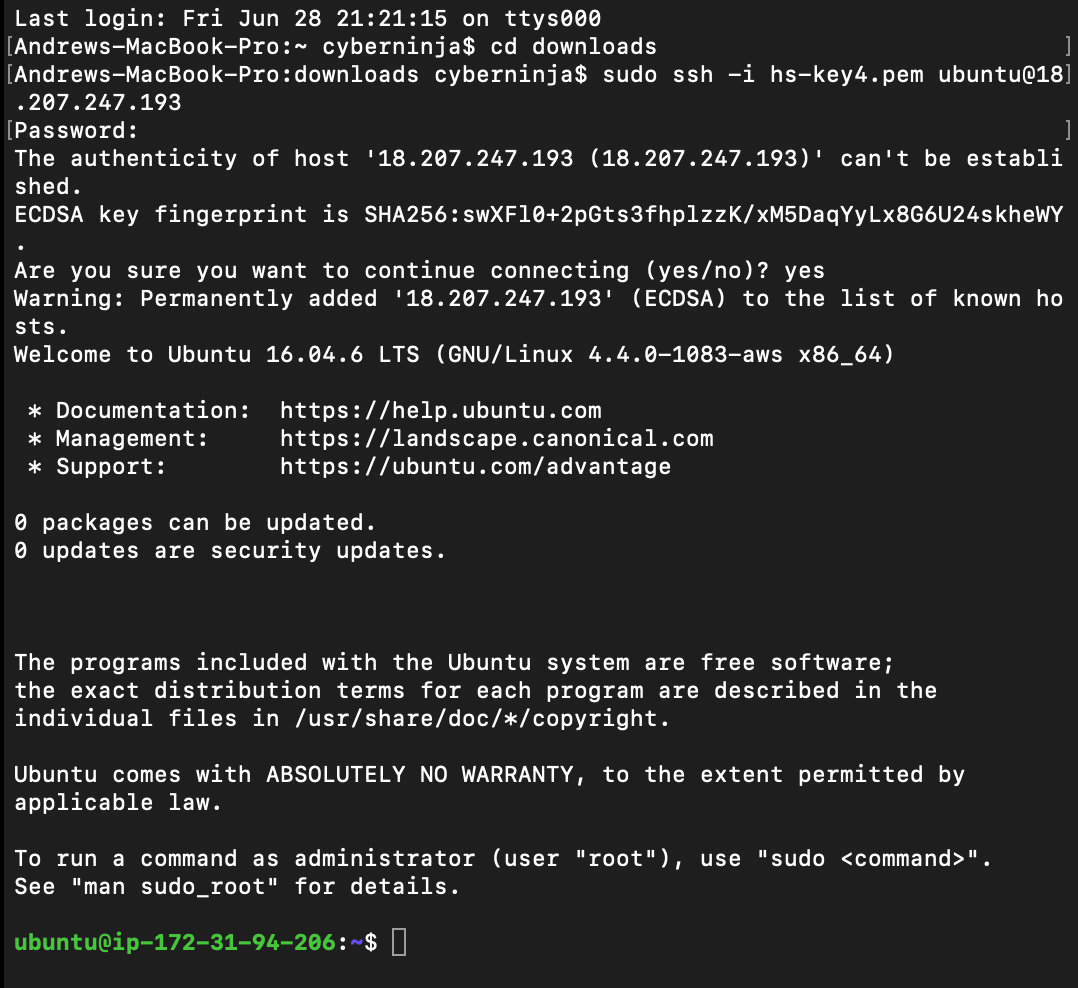 Last login: Fri Jun 28 21:21:15 on ttys000
[Andrews-MacBook-Pro:~ cyberninja$ cd downloads ]
[Andrews-MacBook-Pro:downloads cyberninja$ sudo ssh -i hs-key4.pem ubuntu@18]
.207.247.193
[Password: ]
The authenticity of host '18.207.247.193 (18.207.247.193)' can't be establi
shed.
ECDSA key fingerprint is SHA256:swXFl0+2pGts3fhplzzK/xM5DaqYyLx8G6U24skheWY
.
Are you sure you want to continue connecting (yes/no)? yes
Warning: Permanently added '18.207.247.193' (ECDSA) to the list of known ho
sts.
Welcome to Ubuntu 16.04.6 LTS (GNU/Linux 4.4.0-1083-aws x86_64)
* Documentation: https://help.ubuntu.com
* Management: https://landscape.canonical.com
* Support: https://ubuntu.com/advantage
0 packages can be updated.
0 updates are security updates.
The programs included with the Ubuntu system are free software;
the exact distribution terms for each program are described in the
individual files in /usr/share/doc/*/copyright.
Ubuntu comes with ABSOLUTELY NO WARRANTY, to the extent permitted by
applicable law.
To run a command as administrator (user "root"), use "sudo <command>".
See "man sudo_root" for details.
ubuntu@ip-172-31-94-206:~$